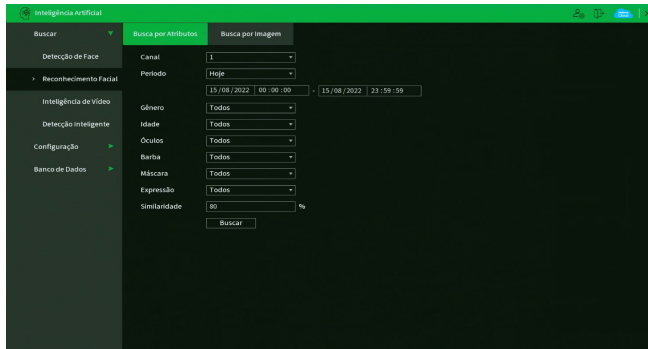 Inteligência Artificial
Buscar
Detecção de Face
Reconhecimento Facial
Inteligência de Vídeo
Detecção Inteligente
Configuração
Banco de Dados
Busca por Atributos Busca por Imagem
Canal 1
Período Hoje
15/08/2022 00:00:00 - 15/08/2022 23:59:59
Gênero Todos
Idade Todos
Óculos Todos
Barba Todos
Máscara Todos
Expressão Todos
Similaridade 80 %
Buscar